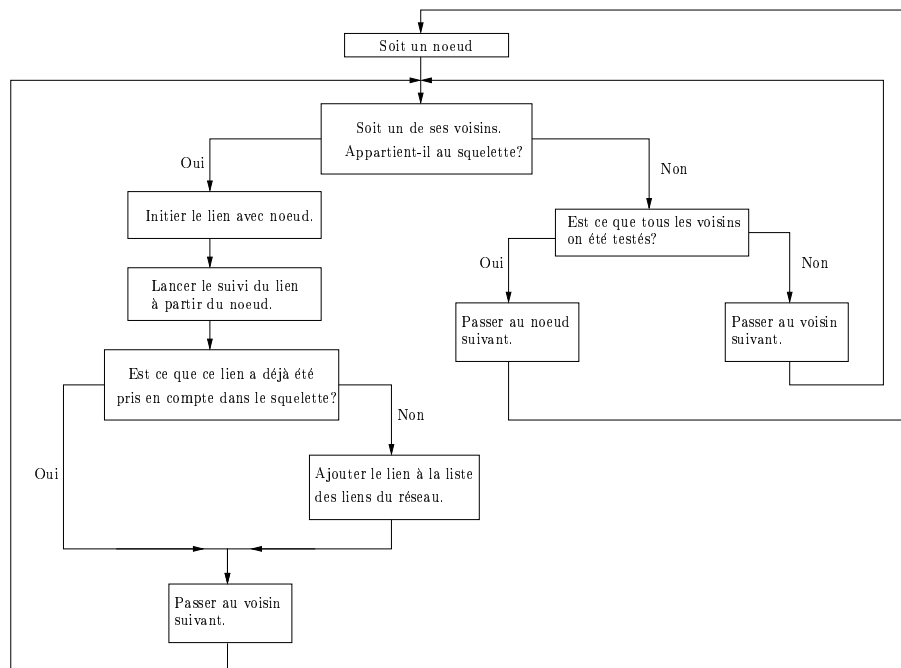 Soit un noeud
Soit un de ses voisins.
Appartient-il au squelette?
Oui
Non
Initier le lien avec noeud.
Est ce que tous les voisins
on été testés?
Oui
Non
Lancer le suivi du lien
à partir du noeud.
Passer au noeud
suivant.
Passer au voisin
suivant.
Est ce que ce lien a déjà été
pris en compte dans le squelette?
Non
Oui
Ajouter le lien à la liste
des liens du réseau.
Passer au voisin
suivant.